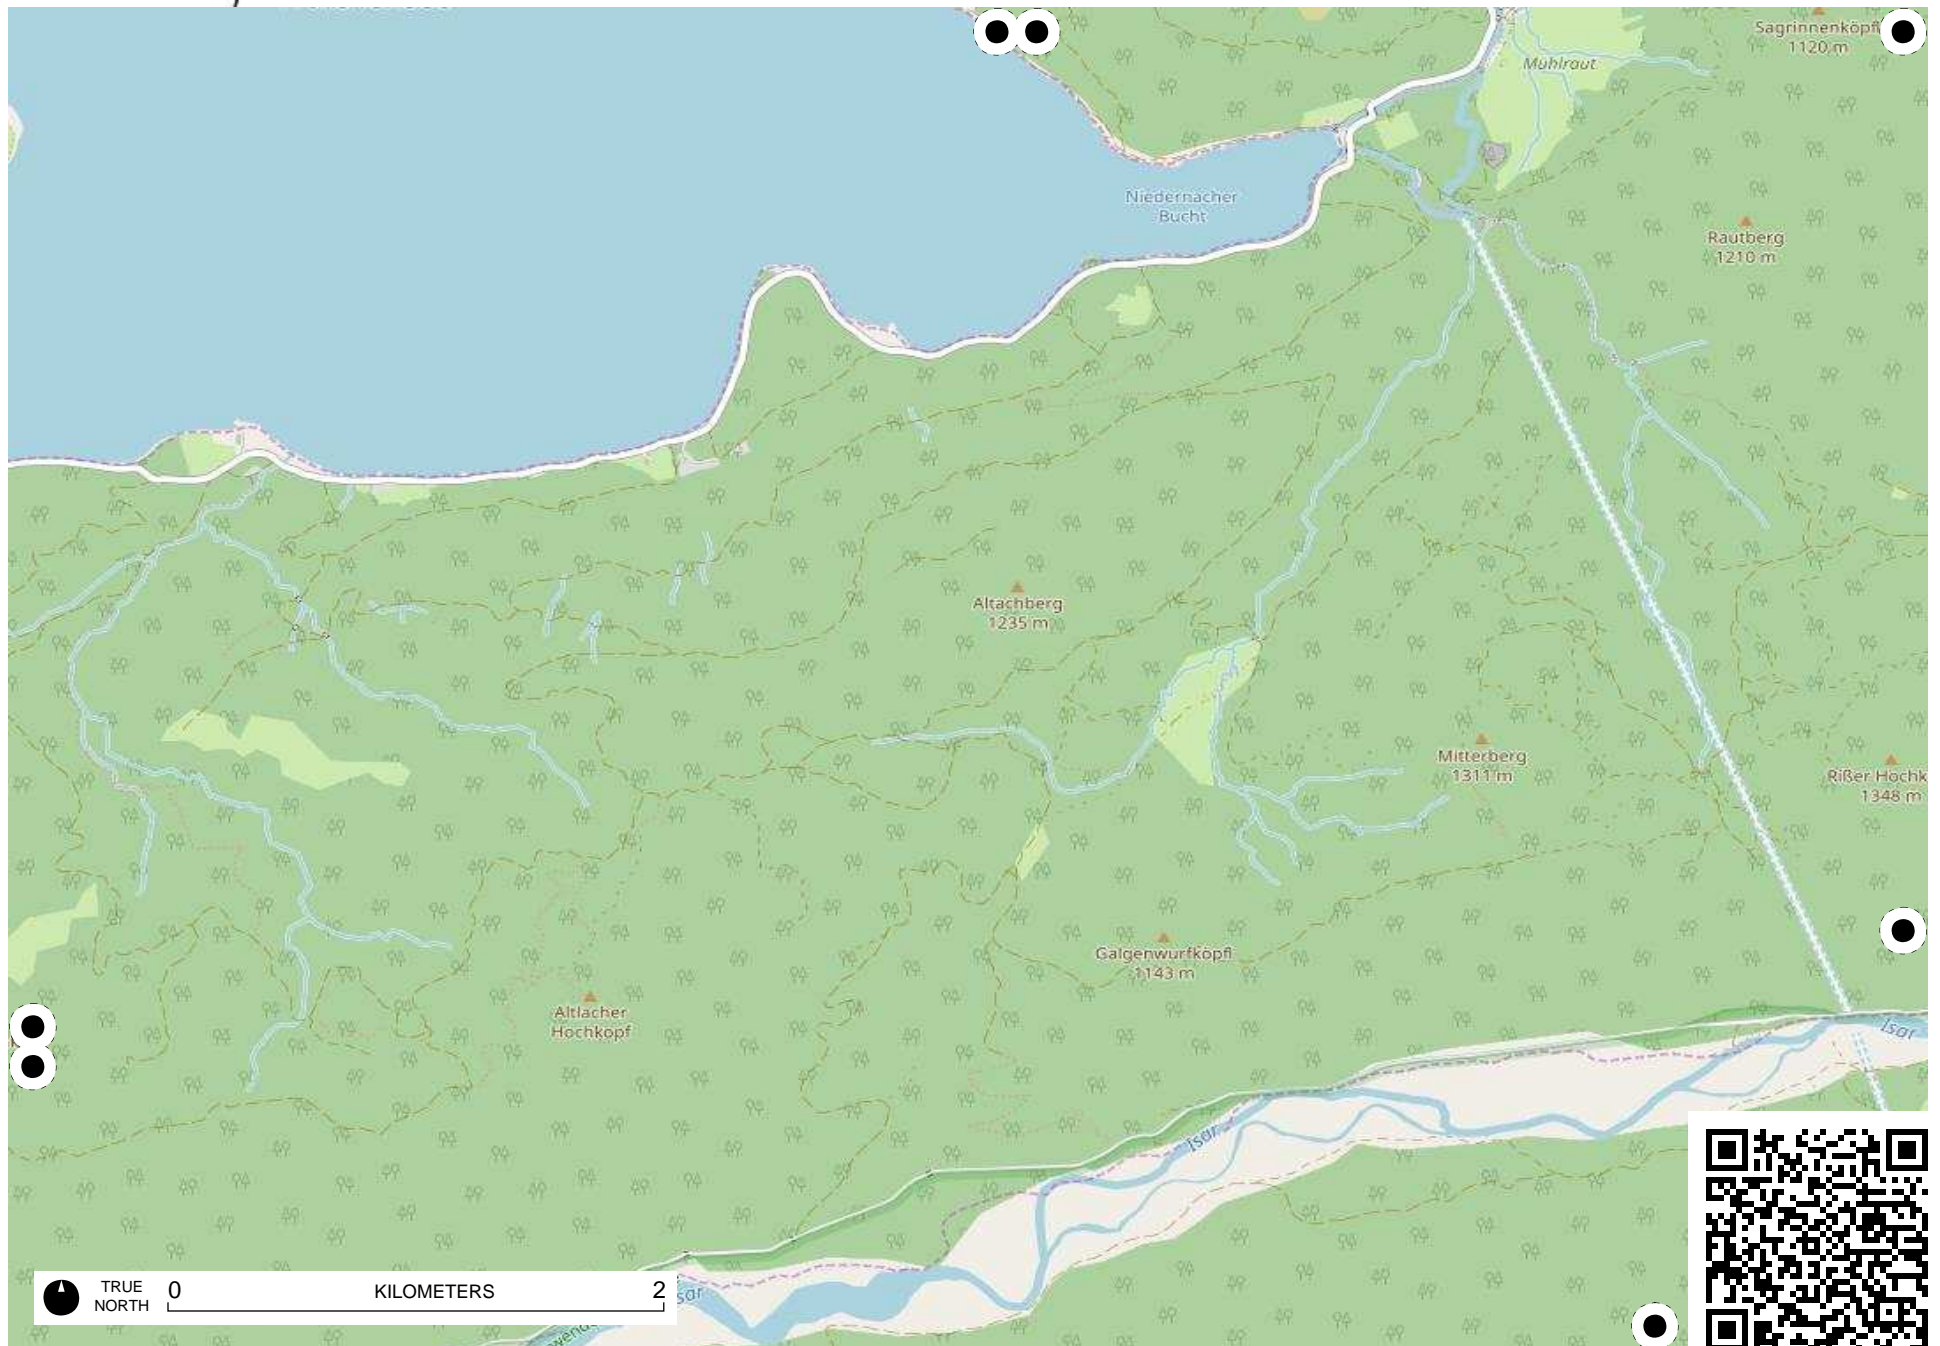 Sagrinnenköpfl
1120 m
Mühlraut
Niedernacher
Bucht
Rautberg
1210 m
Altachberg
1235 m
Mitterberg
1311 m
Rißer Hochk
1348 m
Galgenwurfköpfl
1143 m
Altlacher
Hochkopf
Isar
Isar
TRUE
NORTH
0
KILOMETERS
2
sar